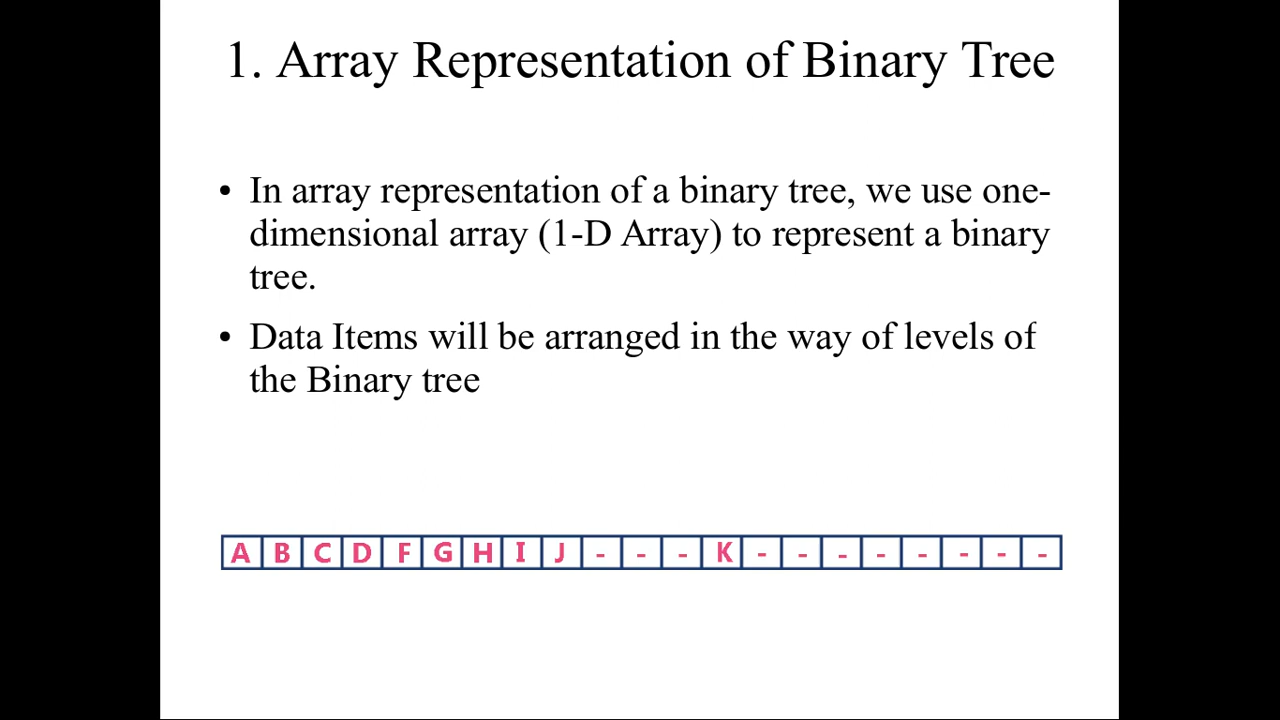 1. Array Representation of Binary Tree
• In array representation of a binary tree, we use one-
dimensional array (1-D Array) to represent a binary
tree.
• Data Items will be arranged in the way of levels of
the Binary tree
A B C D F G H I J - - - K - - - - - - - -